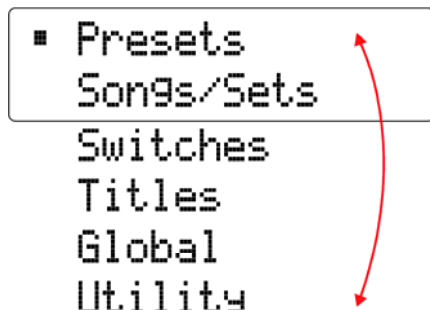 Presets
Songs/Sets
Switches
Titles
Global
Utility